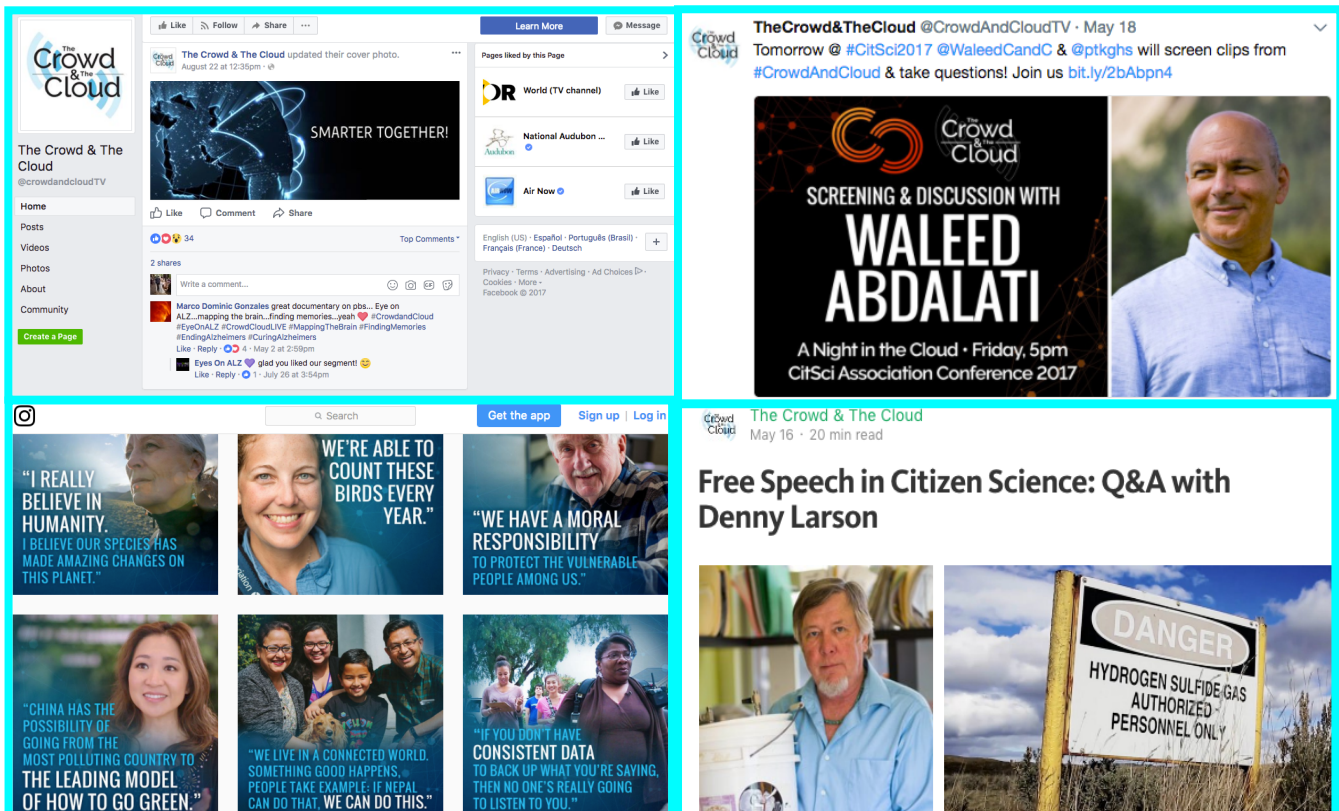 The
Crowd
& The
Cloud
The Crowd & The
Cloud
@crowdandcloudTV
Home
Posts
Videos
Photos
About
Community
Create a Page
Like Follow Share ...
Learn More
Message
The Crowd & The Cloud updated their cover photo.
August 22 at 12:35pm ·
SMARTER TOGETHER!
Like Comment Share
34
Top Comments
2 shares
Write a comment...
Marco Dominic Gonzales great documentary on pbs... Eye on
ALZ...mapping the brain...finding memories...yeah #CrowdandCloud
#EyeOnALZ #CrowdCloudLIVE #MappingTheBrain #FindingMemories
#EndingAlzheimers #CuringAlzheimers
Like · Reply · 4 · May 2 at 2:59pm
Eyes On ALZ glad you liked our segment!
Like · Reply · 1 · July 26 at 3:54pm
Pages liked by this Page
World (TV channel)
Like
Audubon
National Audubon ...
Like
Air Now
Like
English (US) · Español · Português (Brasil) ·
Français (France) · Deutsch
Privacy · Terms · Advertising · Ad Choices ·
Cookies · More
Facebook © 2017
The
Crowd
& The
Cloud
TheCrowd&TheCloud @CrowdAndCloudTV · May 18
Tomorrow @ #CitSci2017 @WaleedCandC & @ptkghs will screen clips from
#CrowdAndCloud & take questions! Join us bit.ly/2bAbpn4
The
Crowd
& The
Cloud
SCREENING & DISCUSSION WITH
WALEED
ABDALATI
A Night in the Cloud · Friday, 5pm
CitSci Association Conference 2017
Search
Get the app
Sign up | Log in
“I REALLY
BELIEVE IN
HUMANITY.
I BELIEVE OUR SPECIES HAS
MADE AMAZING CHANGES ON
THIS PLANET.”
WE'RE ABLE TO
COUNT THESE
BIRDS EVERY
YEAR.”
“WE HAVE A MORAL
RESPONSIBILITY
TO PROTECT THE VULNERABLE
PEOPLE AMONG US.”
“CHINA HAS THE
POSSIBILITY OF
GOING FROM THE
MOST POLLUTING COUNTRY TO
THE LEADING MODEL
OF HOW TO GO GREEN.”
“WE LIVE IN A CONNECTED WORLD.
SOMETHING GOOD HAPPENS,
PEOPLE TAKE EXAMPLE: IF NEPAL
CAN DO THAT, WE CAN DO THIS.”
“IF YOU DON'T HAVE
CONSISTENT DATA
TO BACK UP WHAT YOU'RE SAYING,
THEN NO ONE'S REALLY GOING
TO LISTEN TO YOU.”
Crowd
& The
Cloud
The Crowd & The Cloud
May 16 · 20 min read
Free Speech in Citizen Science: Q&A with
Denny Larson
DANGER
HYDROGEN SULFIDE GAS
AUTHORIZED
PERSONNEL ONLY